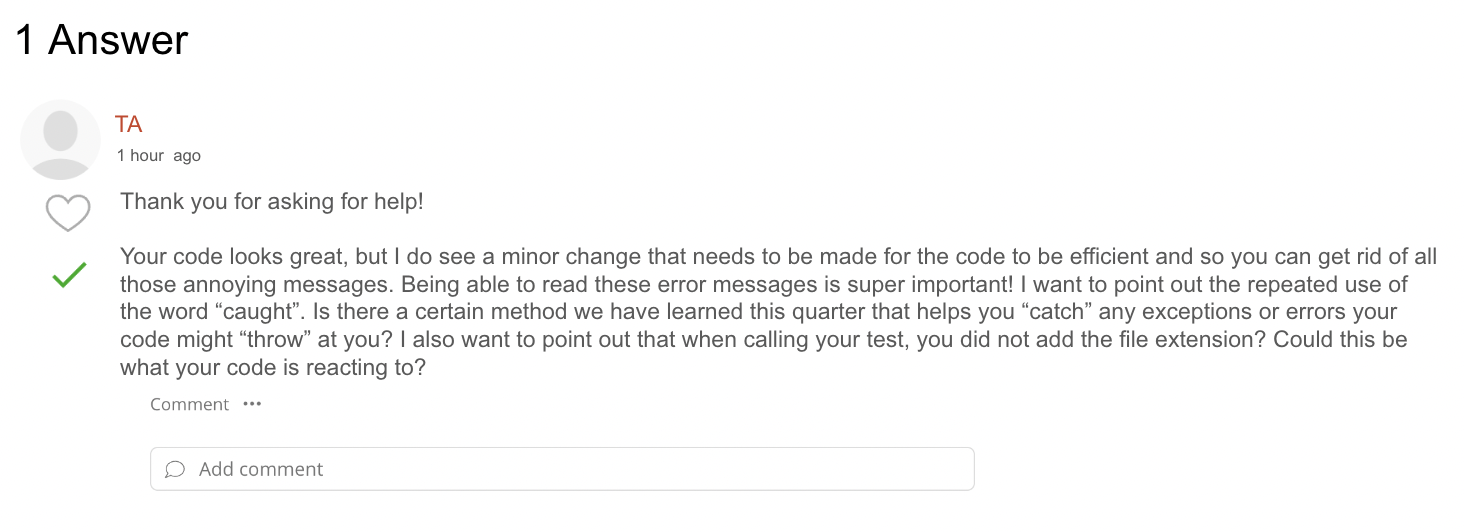 1 Answer
TA
1 hour ago
Thank you for asking for help!
Your code looks great, but I do see a minor change that needs to be made for the code to be efficient and so you can get rid of all
those annoying messages. Being able to read these error messages is super important! I want to point out the repeated use of
the word “caught”. Is there a certain method we have learned this quarter that helps you “catch” any exceptions or errors your
code might “throw” at you? I also want to point out that when calling your test, you did not add the file extension? Could this be
what your code is reacting to?
Comment •••
Add comment